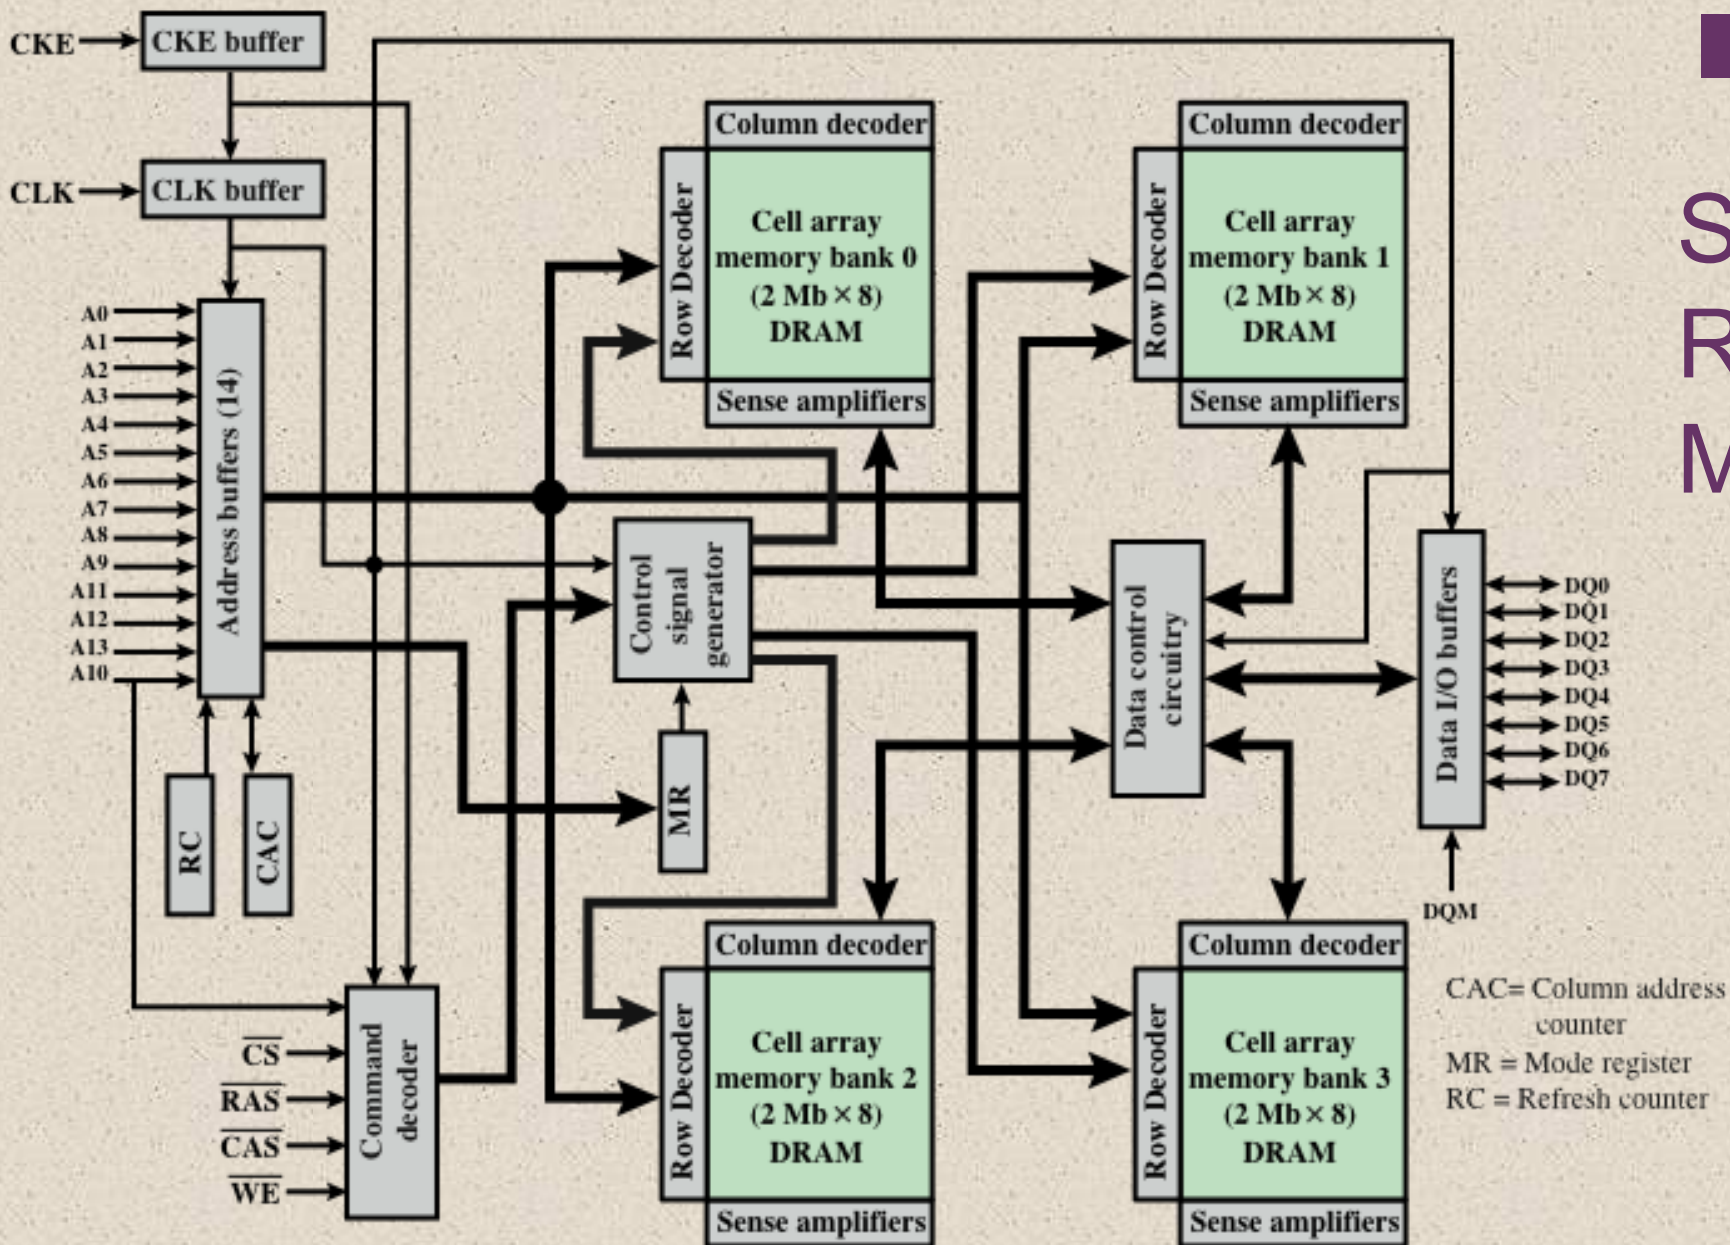 CKE
CKE buffer
CLK
CLK buffer
A0
A1
A2
A3
A4
A5
A6
A7
A8
A9
A11
A12
A13
A10
Address buffers (14)
RC
CAC
Column decoder
Row Decoder
Cell array
memory bank 0
(2 Mb × 8)
DRAM
Sense amplifiers
Column decoder
Row Decoder
Cell array
memory bank 1
(2 Mb × 8)
DRAM
Sense amplifiers
S
R
M
Control
signal
generator
MR
Data control
circuitry
Data I/O buffers
DQ0
DQ1
DQ2
DQ3
DQ4
DQ5
DQ6
DQ7
DQM
C̅S̅
R̅A̅S̅
C̅A̅S̅
W̅E̅
Command
decoder
Column decoder
Row Decoder
Cell array
memory bank 2
(2 Mb × 8)
DRAM
Sense amplifiers
Column decoder
Row Decoder
Cell array
memory bank 3
(2 Mb × 8)
DRAM
Sense amplifiers
CAC= Column address
counter
MR = Mode register
RC = Refresh counter